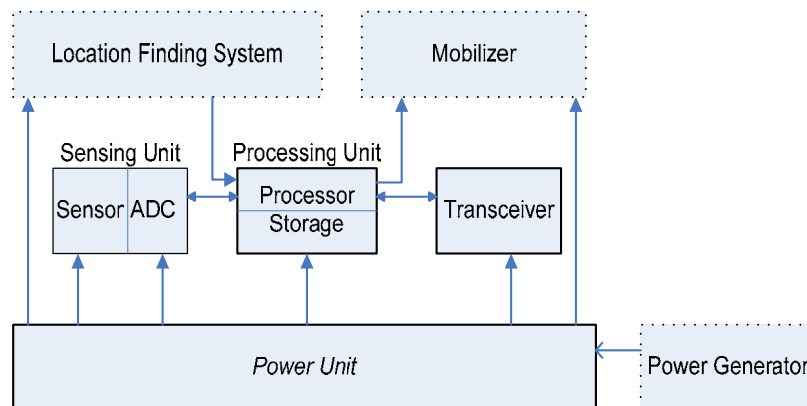 Location Finding System
Mobilizer
Sensing Unit
Processing Unit
Sensor
ADC
Processor
Storage
Transceiver
Power Unit
Power Generator